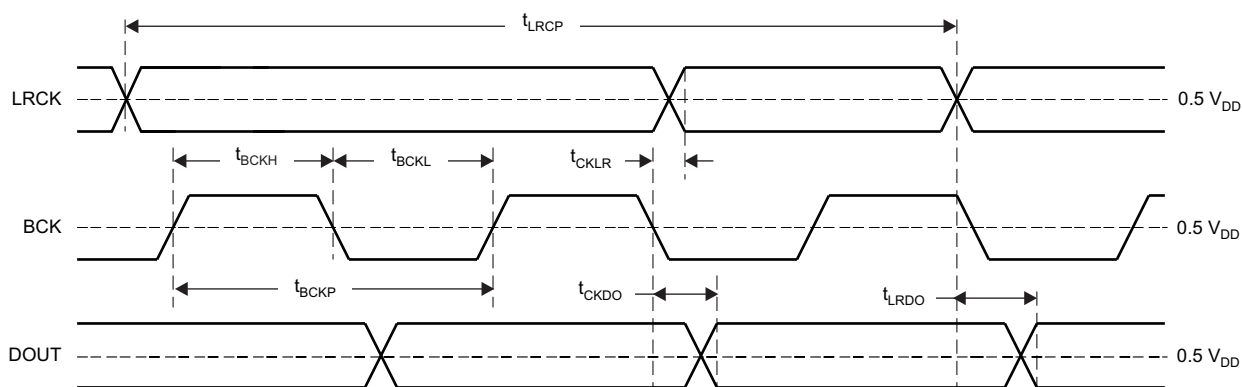 tLRCP
LRCK
0.5 VDD
tBCKH
tBCKL
tCKLR
BCK
0.5 VDD
tBCKP
tCKDO
tLRDO
DOUT
0.5 VDD